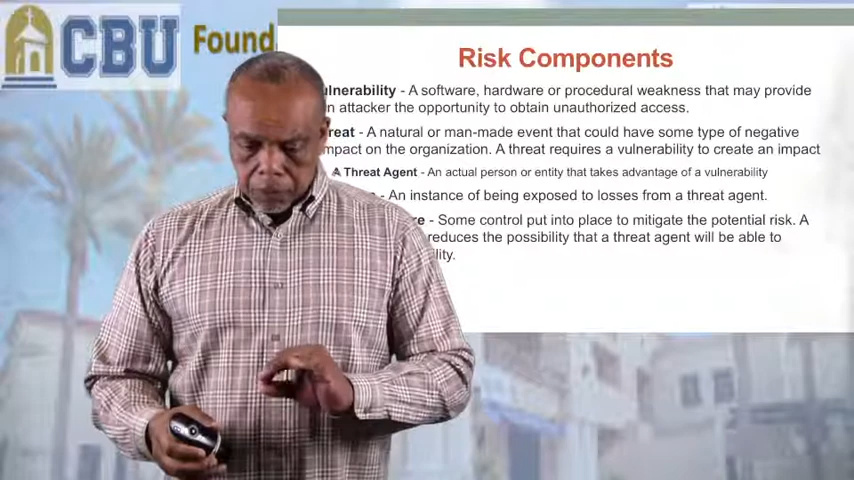 CBU
Found
Risk Components
ulnerability - A software, hardware or procedural weakness that may provide
n attacker the opportunity to obtain unauthorized access.
reat - A natural or man-made event that could have some type of negative
mpact on the organization. A threat requires a vulnerability to create an impact
A Threat Agent - An actual person or entity that takes advantage of a vulnerability
- An instance of being exposed to losses from a threat agent.
re - Some control put into place to mitigate the potential risk. A
reduces the possibility that a threat agent will be able to
ility.